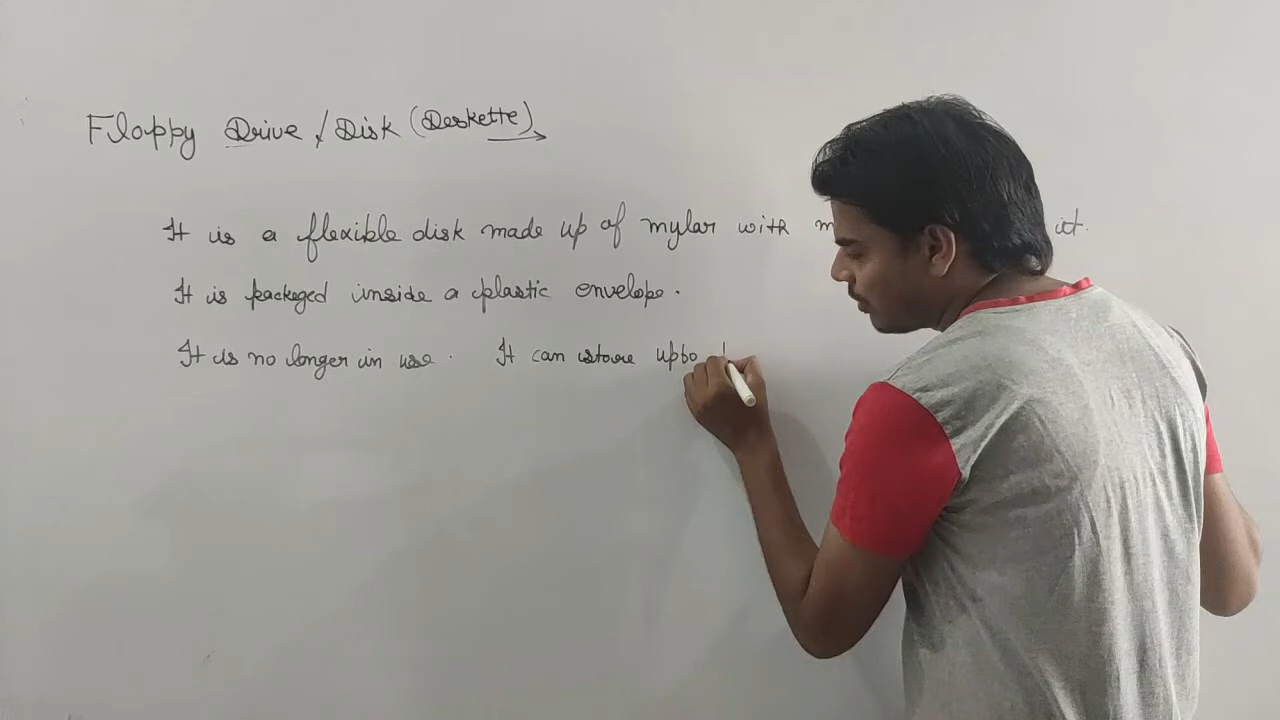 Floppy Drive / Disk (Deskette)
It is a flexible disk made up of mylar with it.
It is packeged inside a plastic envelope.
It is no longer in use. It can store upto